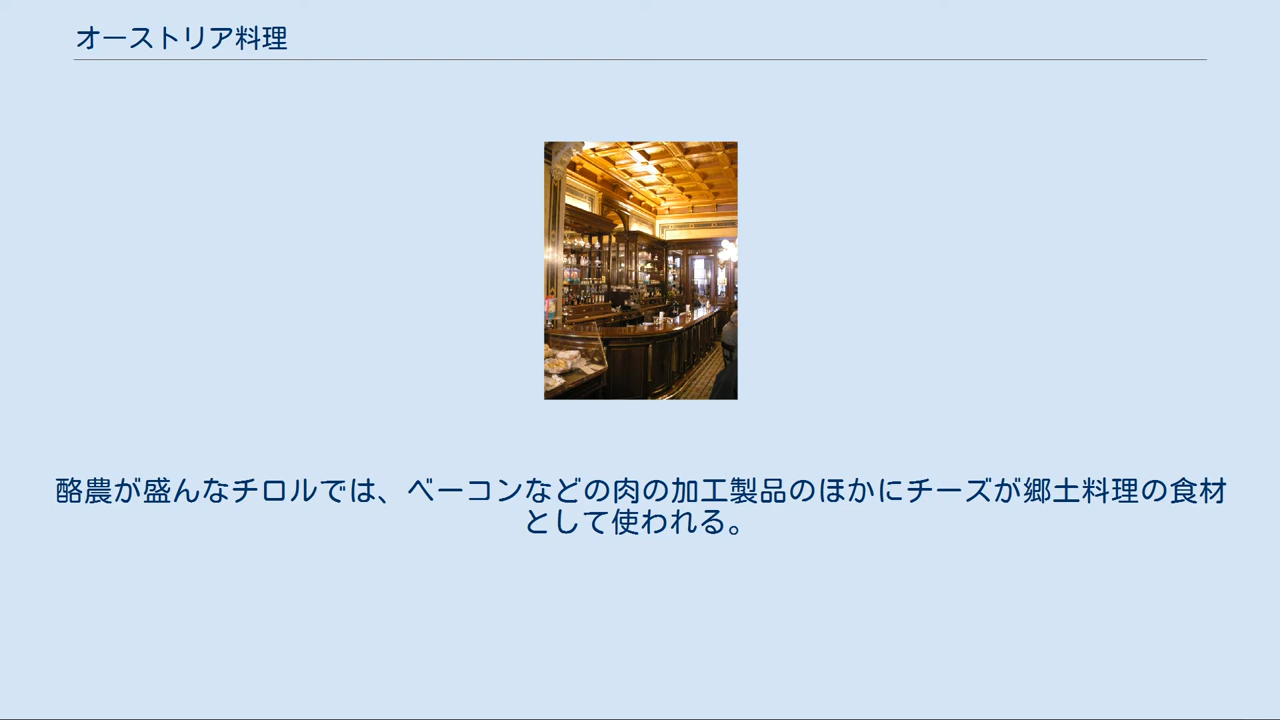 オーストリア料理
酪農が盛んなチロルでは、ベーコンなどの肉の加工製品のほかにチーズが郷土料理の食材
として使われる。